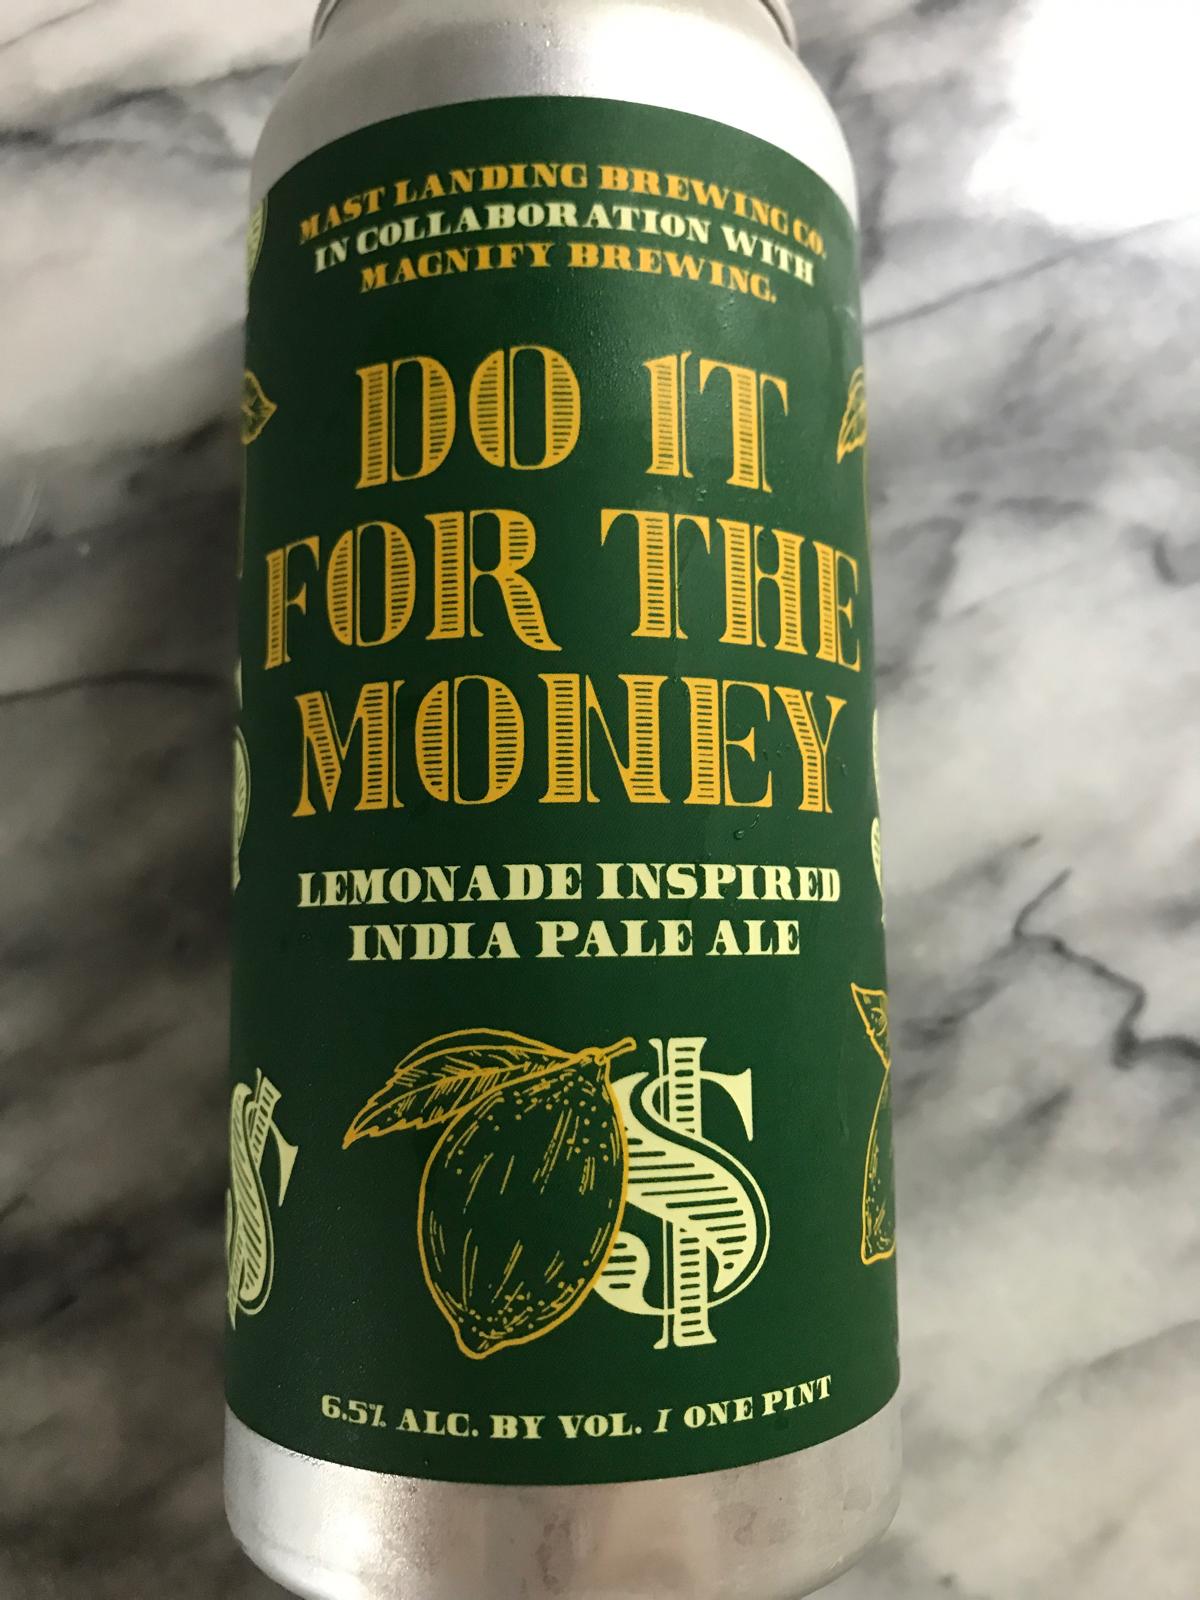 MAST LANDING BREWING CO.
IN COLLABORATION WITH
MAGNIFY BREWING.
DO IT
FOR THE
MONEY
LEMONADE INSPIRED
INDIA PALE ALE
$
$
6.5% ALC. BY VOL. / ONE PINT